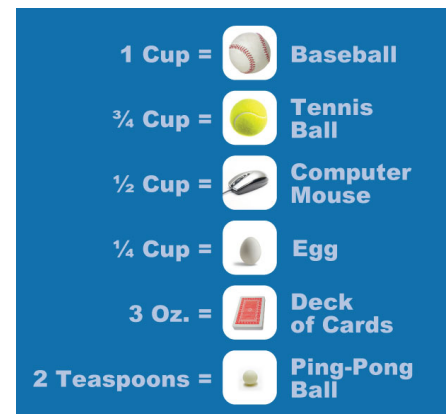 1 Cup = Baseball
¾ Cup = Tennis
Ball
½ Cup = Computer
Mouse
¼ Cup = Egg
3 Oz. = Deck
of Cards
2 Teaspoons = Ping-Pong
Ball